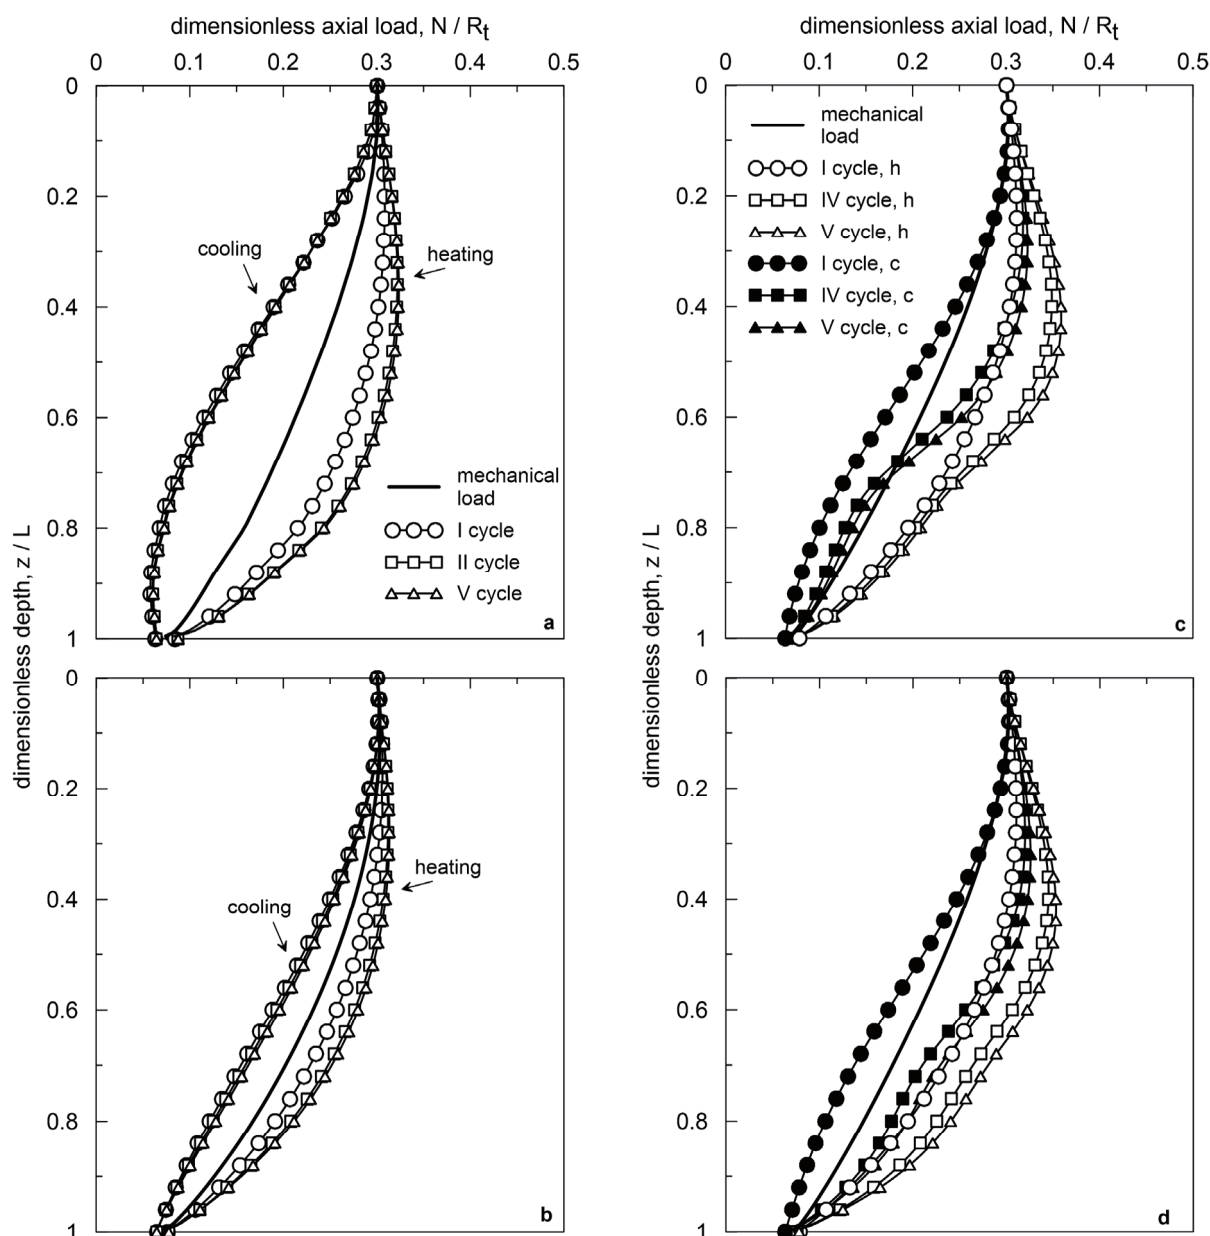 dimensionless axial load, N / Rt
0 0.1 0.2 0.3 0.4 0.5
0
0.2
0.4
0.6
0.8
1
dimensionless depth, z / L
cooling
heating
mechanical
load
I cycle
II cycle
V cycle
a
0
0.2
0.4
0.6
0.8
1
cooling
heating
b
dimensionless axial load, N / Rt
0 0.1 0.2 0.3 0.4 0.5
0
0.2
0.4
0.6
0.8
1
dimensionless depth, z / L
mechanical
load
I cycle, h
IV cycle, h
V cycle, h
I cycle, c
IV cycle, c
V cycle, c
c
0
0.2
0.4
0.6
0.8
1
d